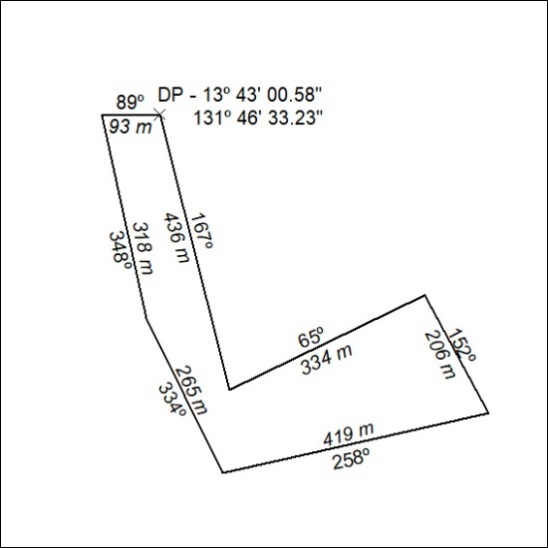 89º
DP - 13º 43' 00.58"
131º 46' 33.23"
93 m
167º
436 m
318 m
348º
65º
334 m
152º
206 m
265 m
334º
419 m
258º